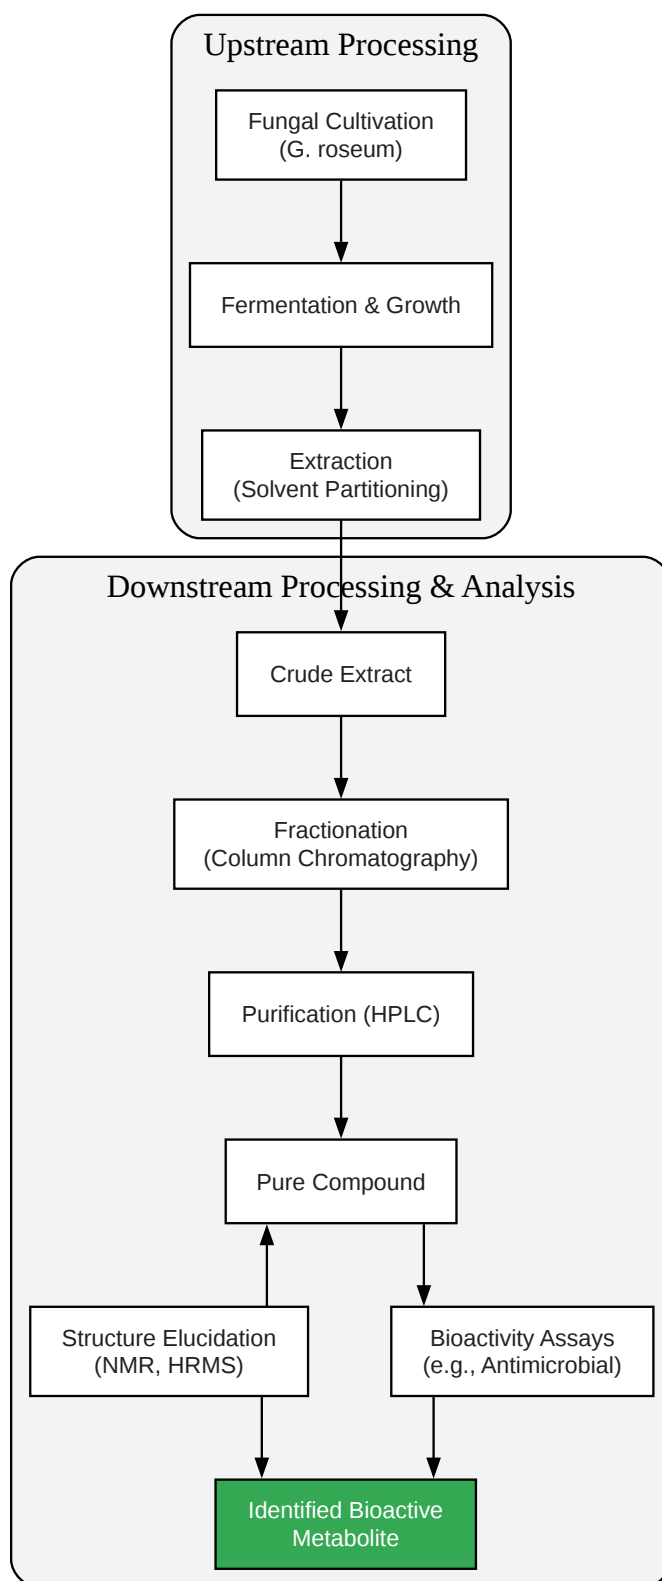 Upstream Processing
Fungal Cultivation
(G. roseum)
Fermentation & Growth
Extraction
(Solvent Partitioning)
Downstream Processing & Analysis
Crude Extract
Fractionation
(Column Chromatography)
Purification (HPLC)
Pure Compound
Structure Elucidation
(NMR, HRMS)
Bioactivity Assays
(e.g., Antimicrobial)
Identified Bioactive
Metabolite